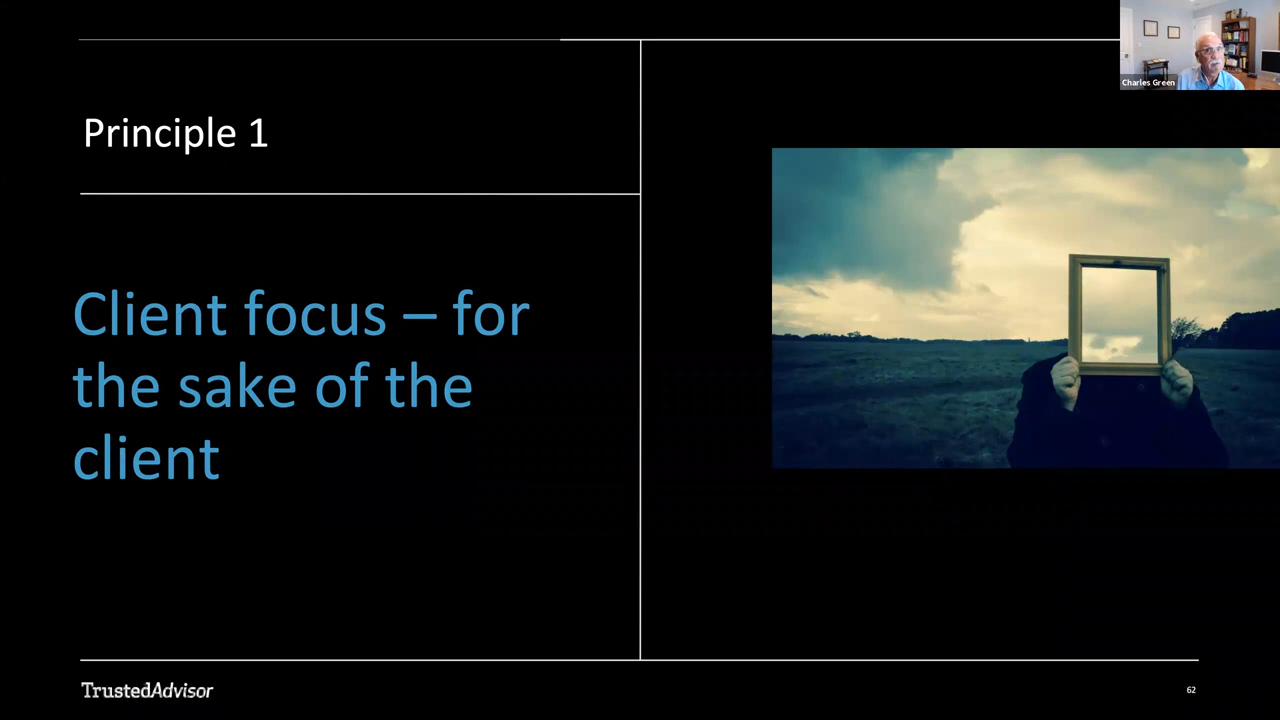 Charles Green
Principle 1
Client focus – for
the sake of the
client
TrustedAdvisor
62